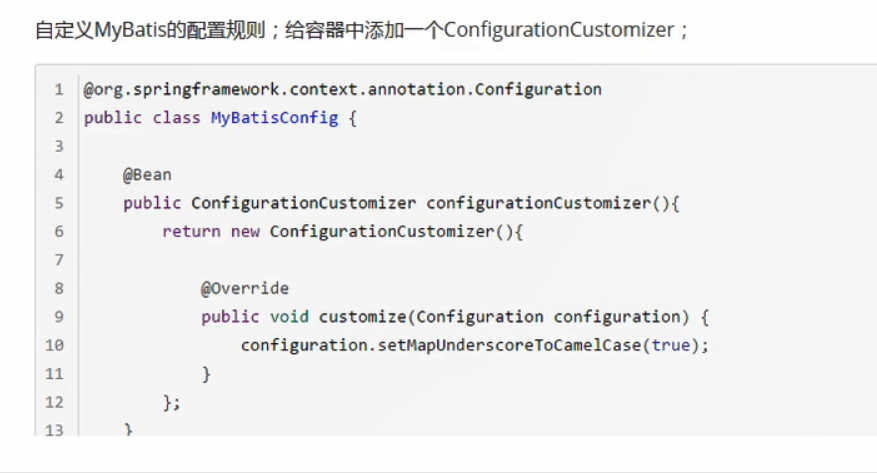 自定义MyBatis的配置规则；给容器中添加一个ConfigurationCustomizer；
1 @org.springframework.context.annotation.Configuration
2 public class MyBatisConfig {
3
4     @Bean
5     public ConfigurationCustomizer configurationCustomizer(){
6         return new ConfigurationCustomizer(){
7
8             @Override
9             public void customize(Configuration configuration) {
10                 configuration.setMapUnderscoreToCamelCase(true);
11             }
12         };
13     }